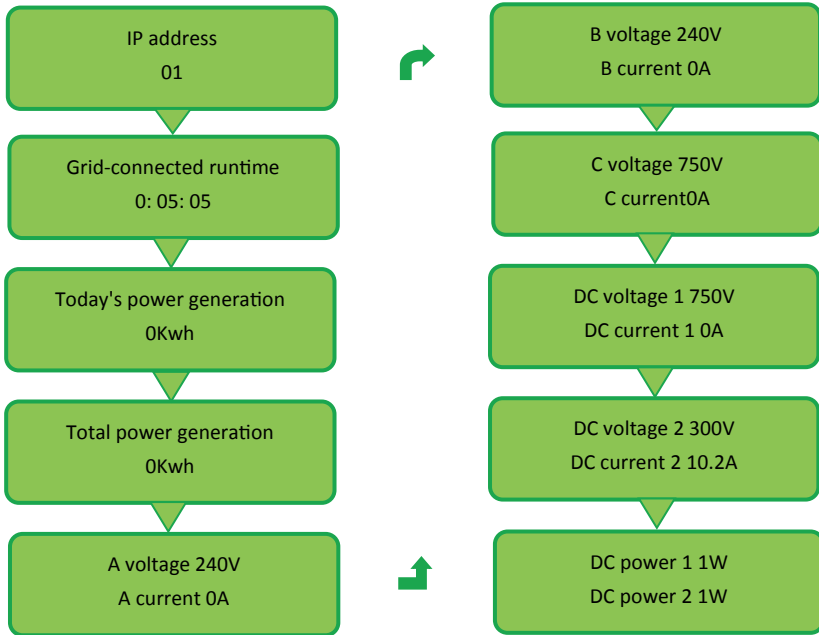 IP address
01
Grid-connected runtime
0: 05: 05
Today's power generation
0Kwh
Total power generation
0Kwh
A voltage 240V
A current 0A
B voltage 240V
B current 0A
C voltage 750V
C current0A
DC voltage 1 750V
DC current 1 0A
DC voltage 2 300V
DC current 2 10.2A
DC power 1 1W
DC power 2 1W